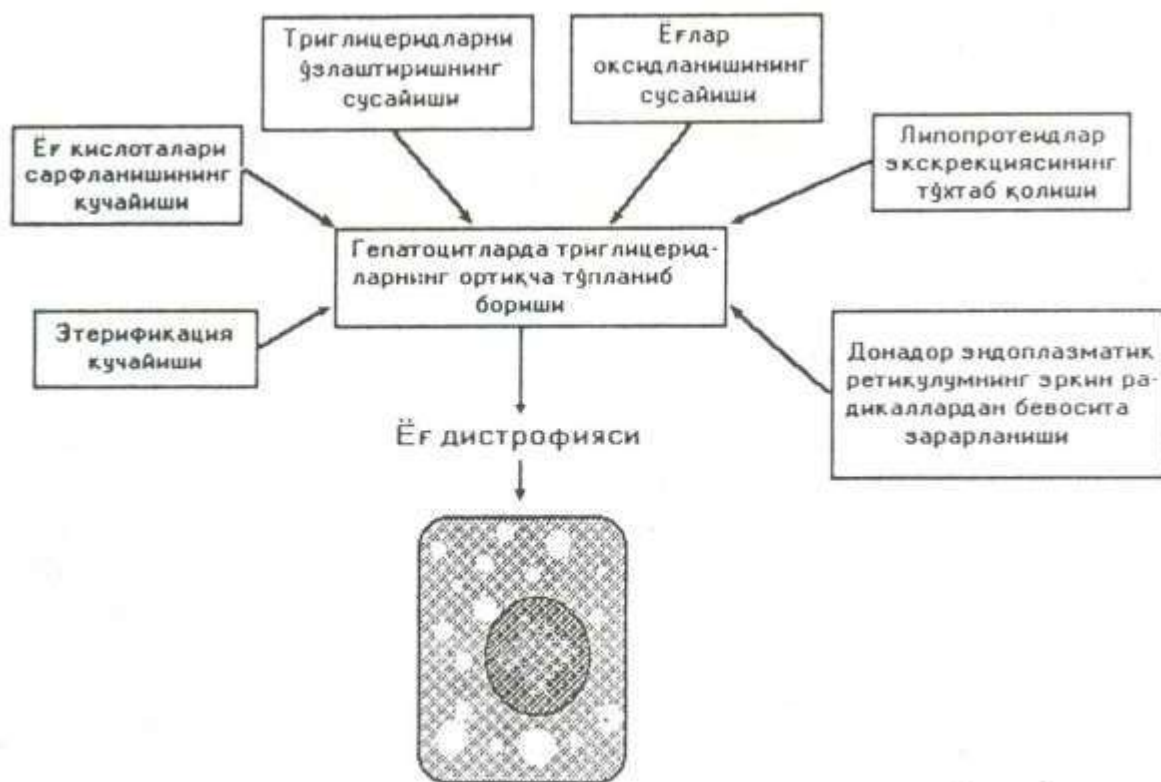 Триглицеридларни
ўзлаштиришнинг
сусайиши
Ёғлар
оксидланишининг
сусайиши
Ёғ кислоталари
сарфланишининг
кучайиши
Липопротеидлар
экскрекциясининг
тўхтаб қолиши
Гепатоцитларда триглицерид-
ларнинг ортиқча тўпланиб
бориши
Этерификация
кучайиши
Донадор эндоплазматик
ретикулумнинг эркин ра-
дикаллардан бевосита
зарарланиши
Ёғ дистрофияси